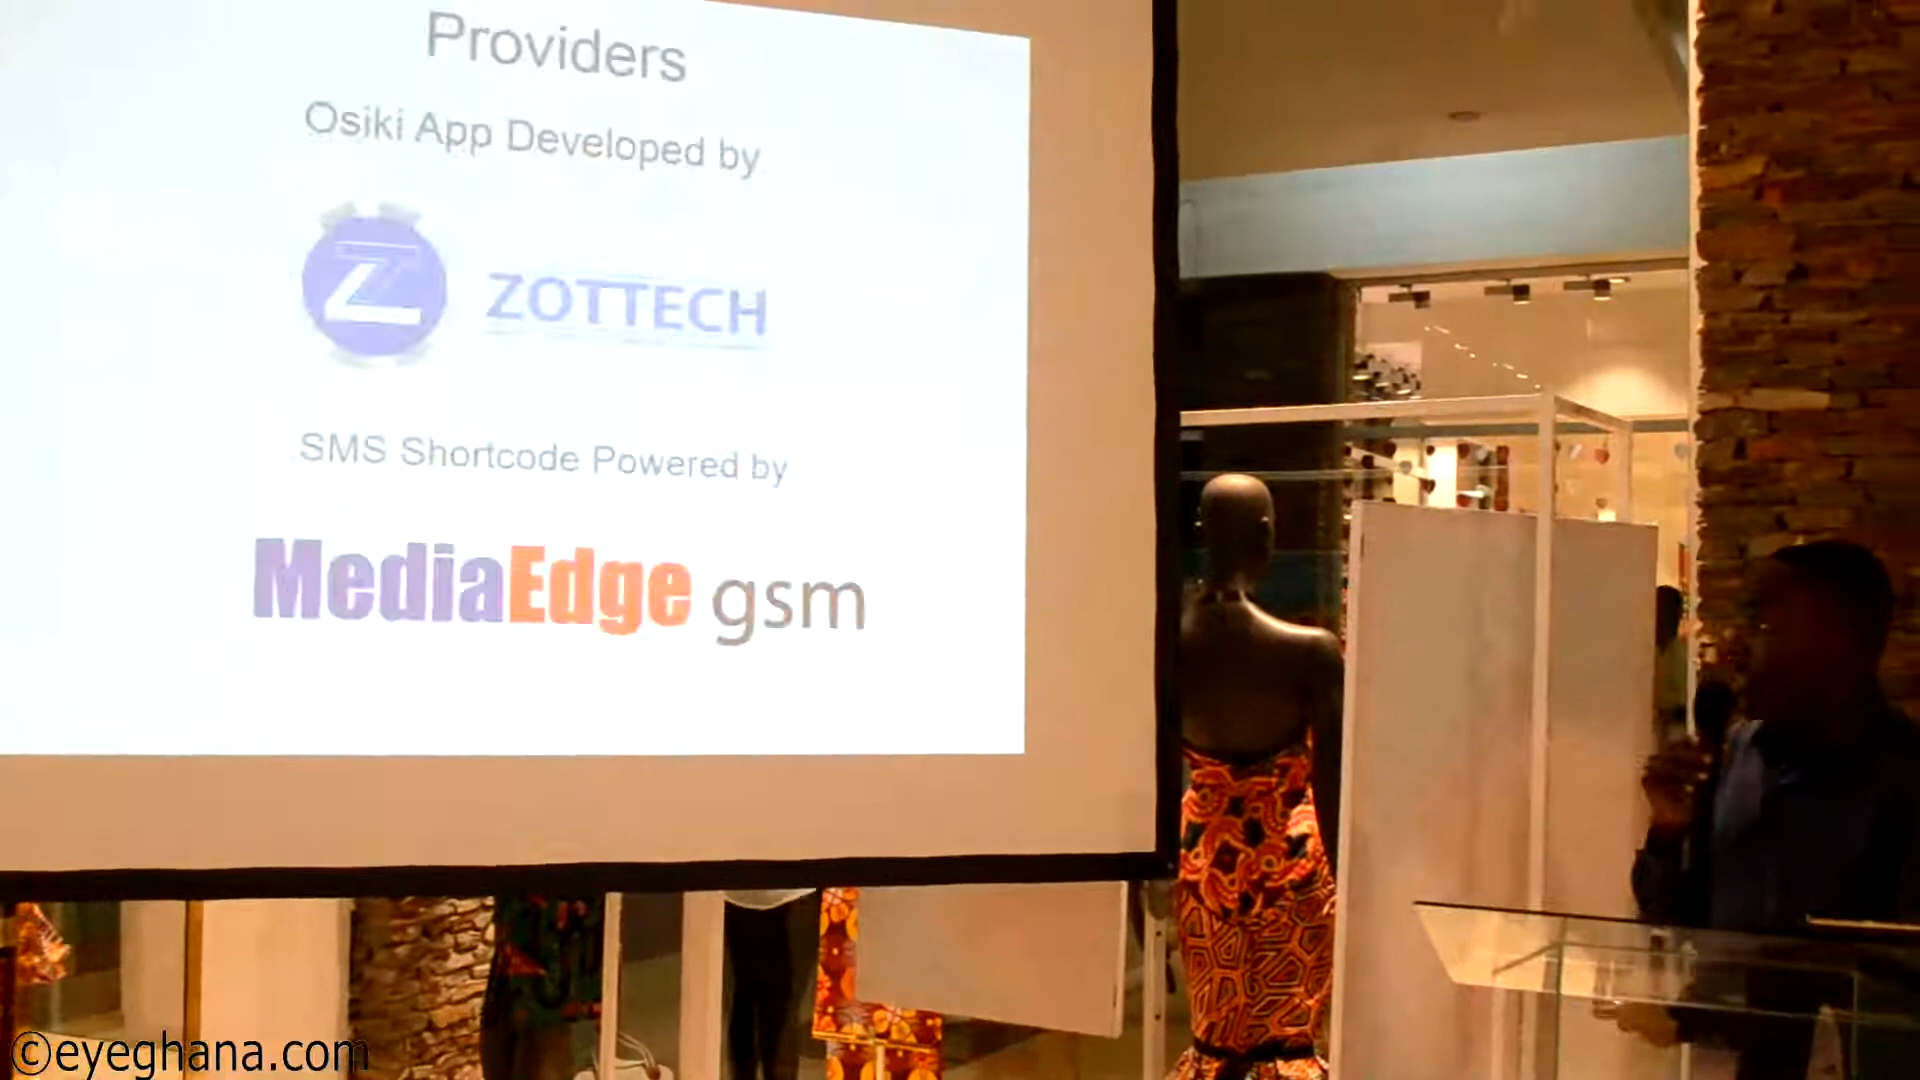 Providers
Osiki App Developed by
Z
ZOTTECH
SMS Shortcode Powered by
MediaEdge gsm
©eyeghana.com